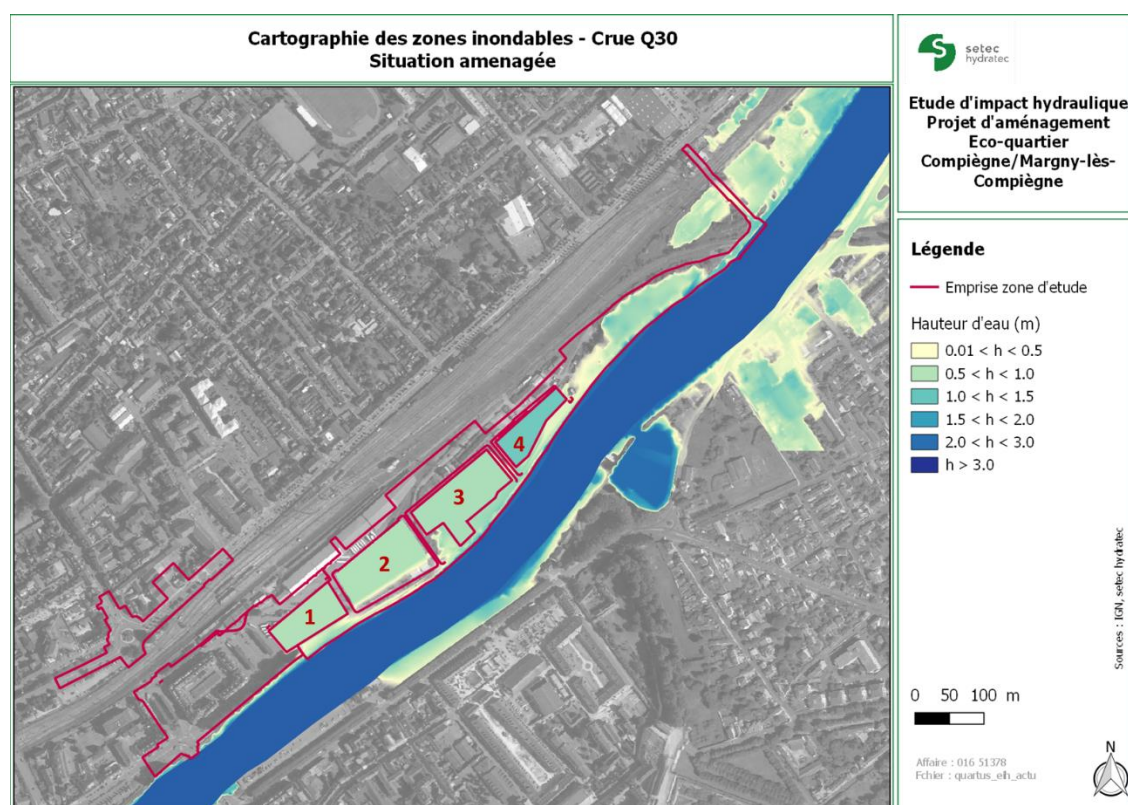 Cartographie des zones inondables - Crue Q30
Situation amenagée
setec
hydratec
Etude d'impact hydraulique
Projet d'aménagement
Eco-quartier
Compiègne/Margny-lès-
Compiègne
Légende
Emprise zone d'etude
Hauteur d'eau (m)
0.01 < h < 0.5
0.5 < h < 1.0
1.0 < h < 1.5
1.5 < h < 2.0
2.0 < h < 3.0
h > 3.0
4
3
2
1
Sources : IGN, setec hydratec
0 50 100 m
Affaire : 016 51378
Fchier : quartus_eih_actu
N